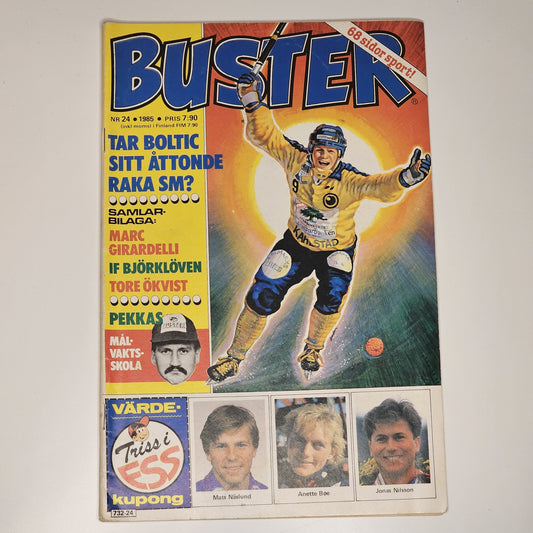 68 sidor sport!
BUSTER
NR 24 • 1985 • PRIS 7:90
(inkl moms) i Finland FIM 7.90
TAR BOLTIC
SITT ÅTTONDE
RAKA SM?
SAMLAR-
BILAGA:
MARC
GIRARDELLI
IF BJÖRKLÖVEN
TORE ÖKVIST
PEKKAS
MÅL-
VAKTS-
SKOLA
9
KARLSTAD
VÄRDE-
Triss i
ESS
kupong
732-24
Mats Näslund
Anette Bøe
Jonas Nilsson